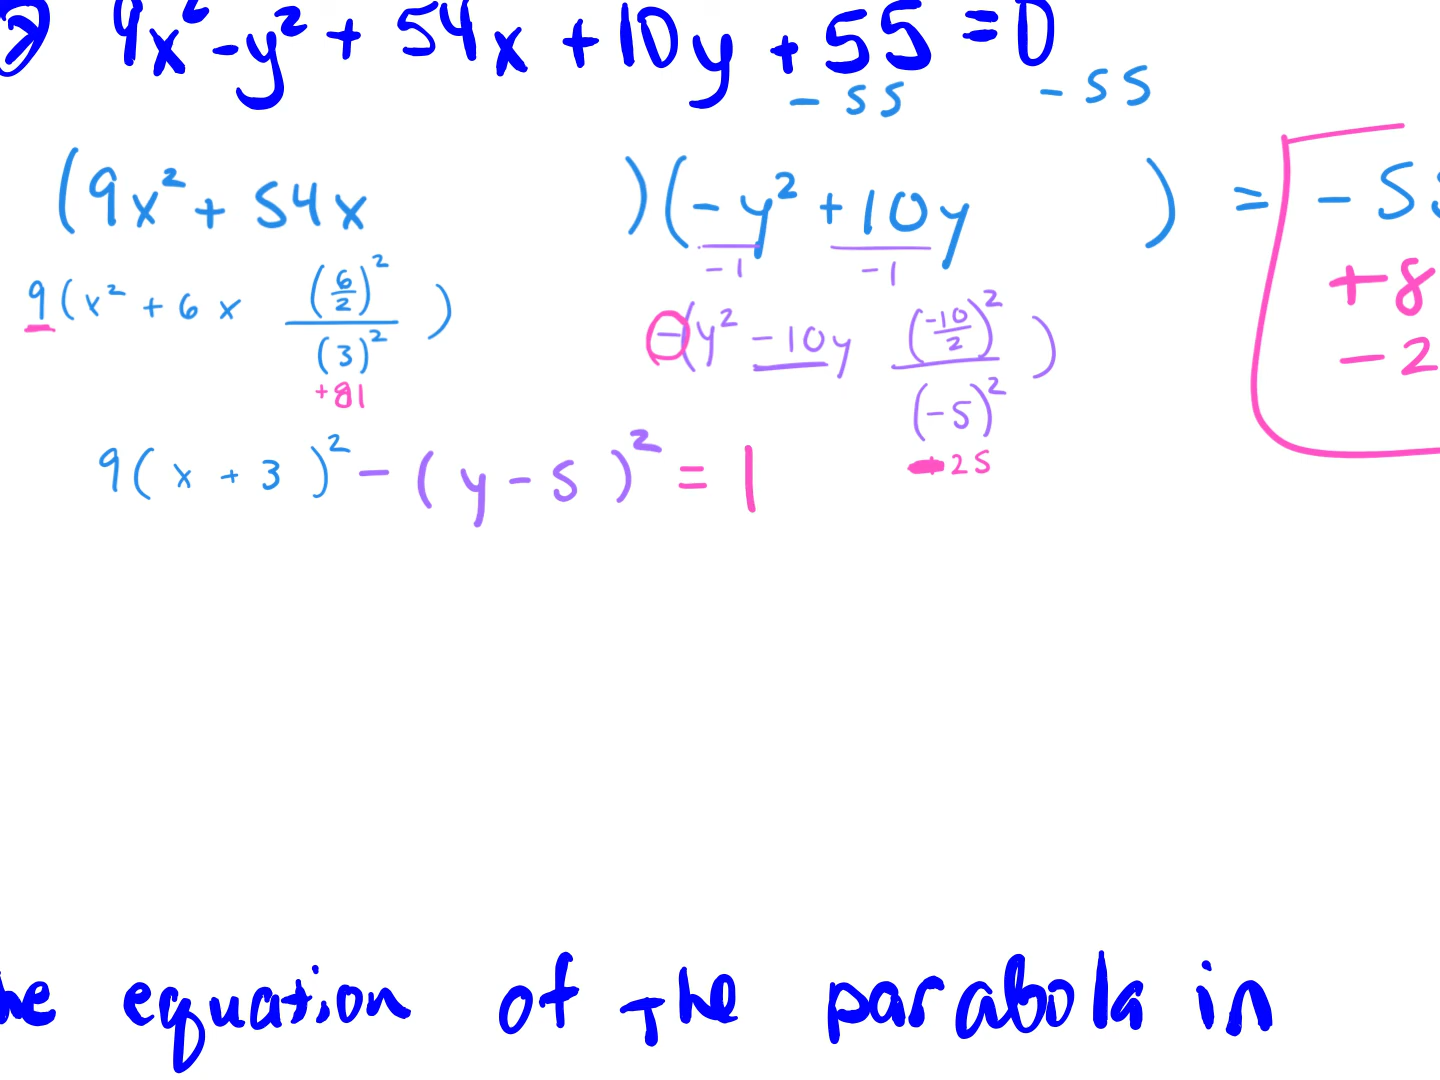 9x² - y² + 54x + 10y + 55 = 0
- 55 - 55
(9x² + 54x )(-y² + 10y ) = - 55
-1 -1
9(x² + 6x (6/2)² ) -(y² - 10y (-10/2)² ) + 8
(3)² (-5)² - 2
+81 25
9(x + 3)² - (y - 5)² = 1
equation of the parabola in